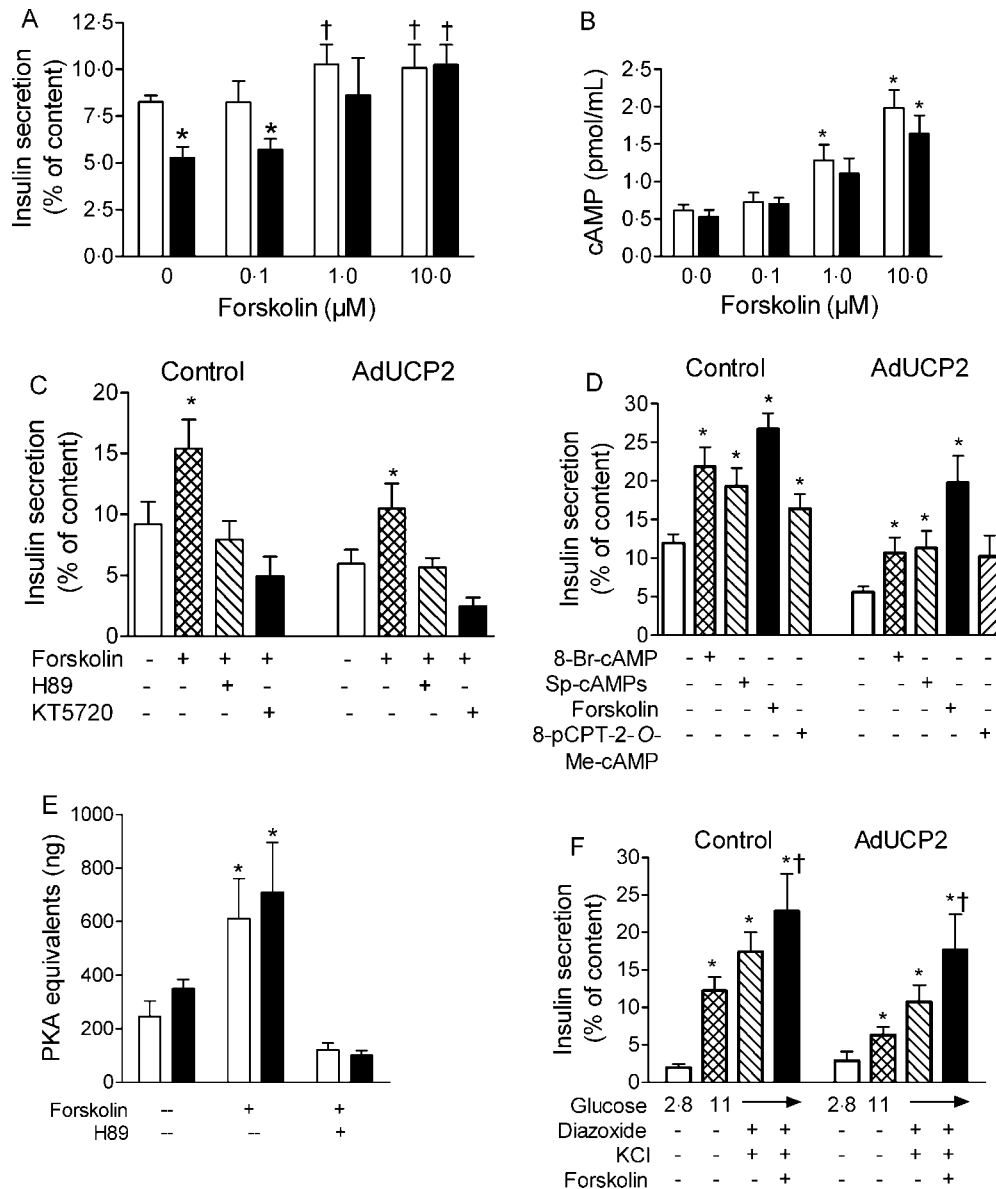 A
Insulin secretion
(% of content)
12·5
10·0
7·5
5·0
2·5
0·0
* * † † †
0 0·1 1·0 10·0
Forskolin (µM)
B
cAMP (pmol/mL)
2·5
2·0
1·5
1·0
0·5
0·0
* * *
0·0 0·1 1·0 10·0
Forskolin (µM)
C
Control AdUCP2
Insulin secretion
(% of content)
20
15
10
5
0
* *
Forskolin - + + + - + + +
H89 - - + - - - + -
KT5720 - - - + - - - +
D
Control AdUCP2
Insulin secretion
(% of content)
30
25
20
15
10
5
0
* * * * * * *
8-Br-cAMP - + - - - - + - - -
Sp-cAMPs - - + - - - - + - -
Forskolin - - - + - - - - + -
8-pCPT-2-O- - - - - + - - - - +
Me-cAMP
E
PKA equivalents (ng)
1000
800
600
400
200
0
* *
Forskolin -- + +
H89 -- -- +
F
Control AdUCP2
Insulin secretion
(% of content)
30
25
20
15
10
5
0
* * *† * * *†
Glucose 2·8 11 2·8 11
Diazoxide - - + + - - + +
KCl - - + + - - + +
Forskolin - - - + - - - +